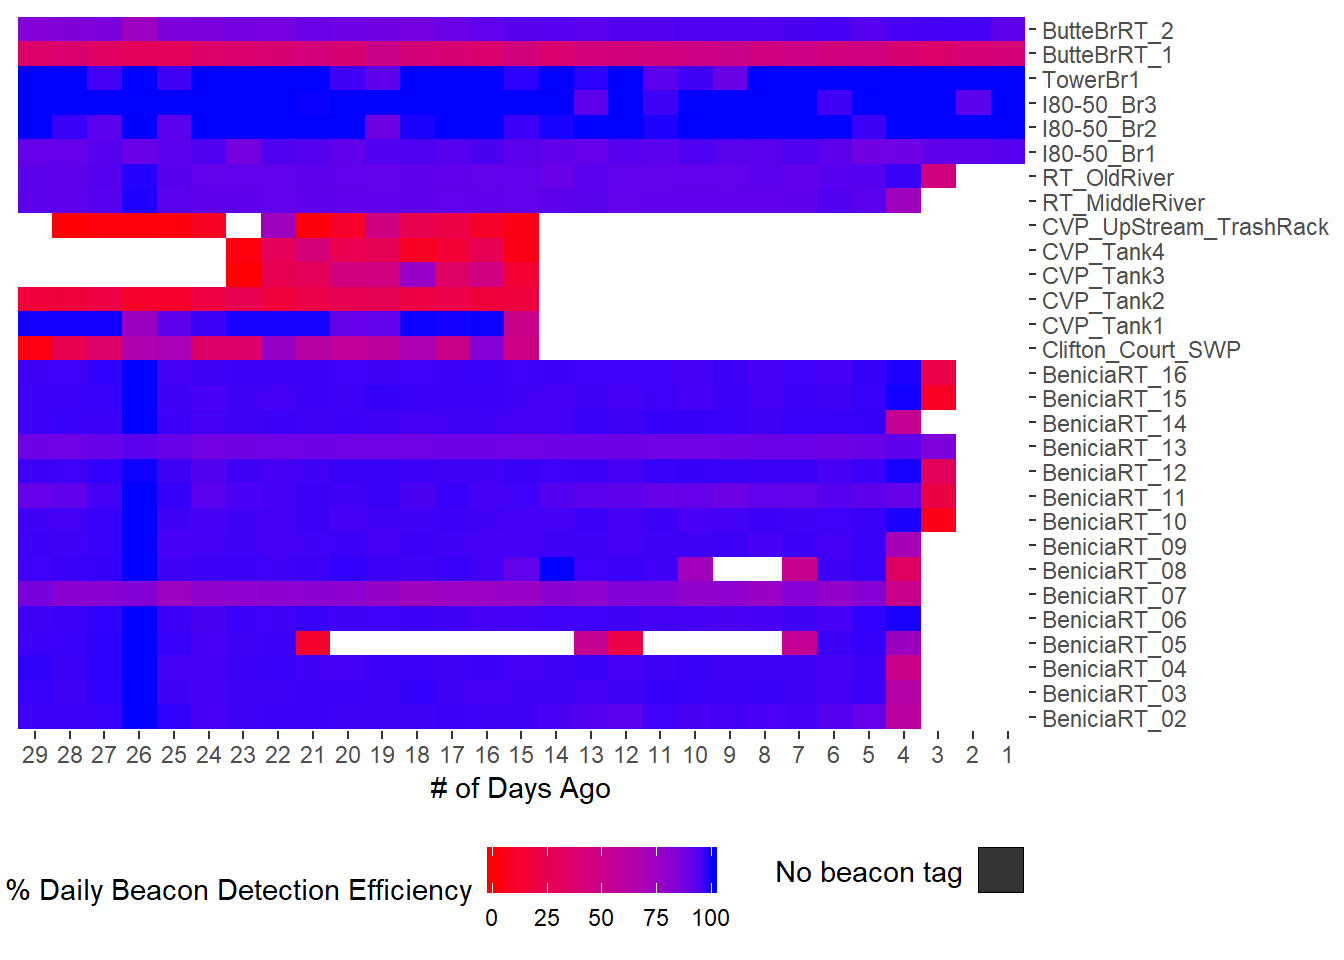 ButteBrRT_2
ButteBrRT_1
TowerBr1
I80-50_Br3
I80-50_Br2
I80-50_Br1
RT_OldRiver
RT_MiddleRiver
CVP_UpStream_TrashRack
CVP_Tank4
CVP_Tank3
CVP_Tank2
CVP_Tank1
Clifton_Court_SWP
BeniciaRT_16
BeniciaRT_15
BeniciaRT_14
BeniciaRT_13
BeniciaRT_12
BeniciaRT_11
BeniciaRT_10
BeniciaRT_09
BeniciaRT_08
BeniciaRT_07
BeniciaRT_06
BeniciaRT_05
BeniciaRT_04
BeniciaRT_03
BeniciaRT_02
29 28 27 26 25 24 23 22 21 20 19 18 17 16 15 14 13 12 11 10 9 8 7 6 5 4 3 2 1
# of Days Ago
% Daily Beacon Detection Efficiency
0 25 50 75 100
No beacon tag